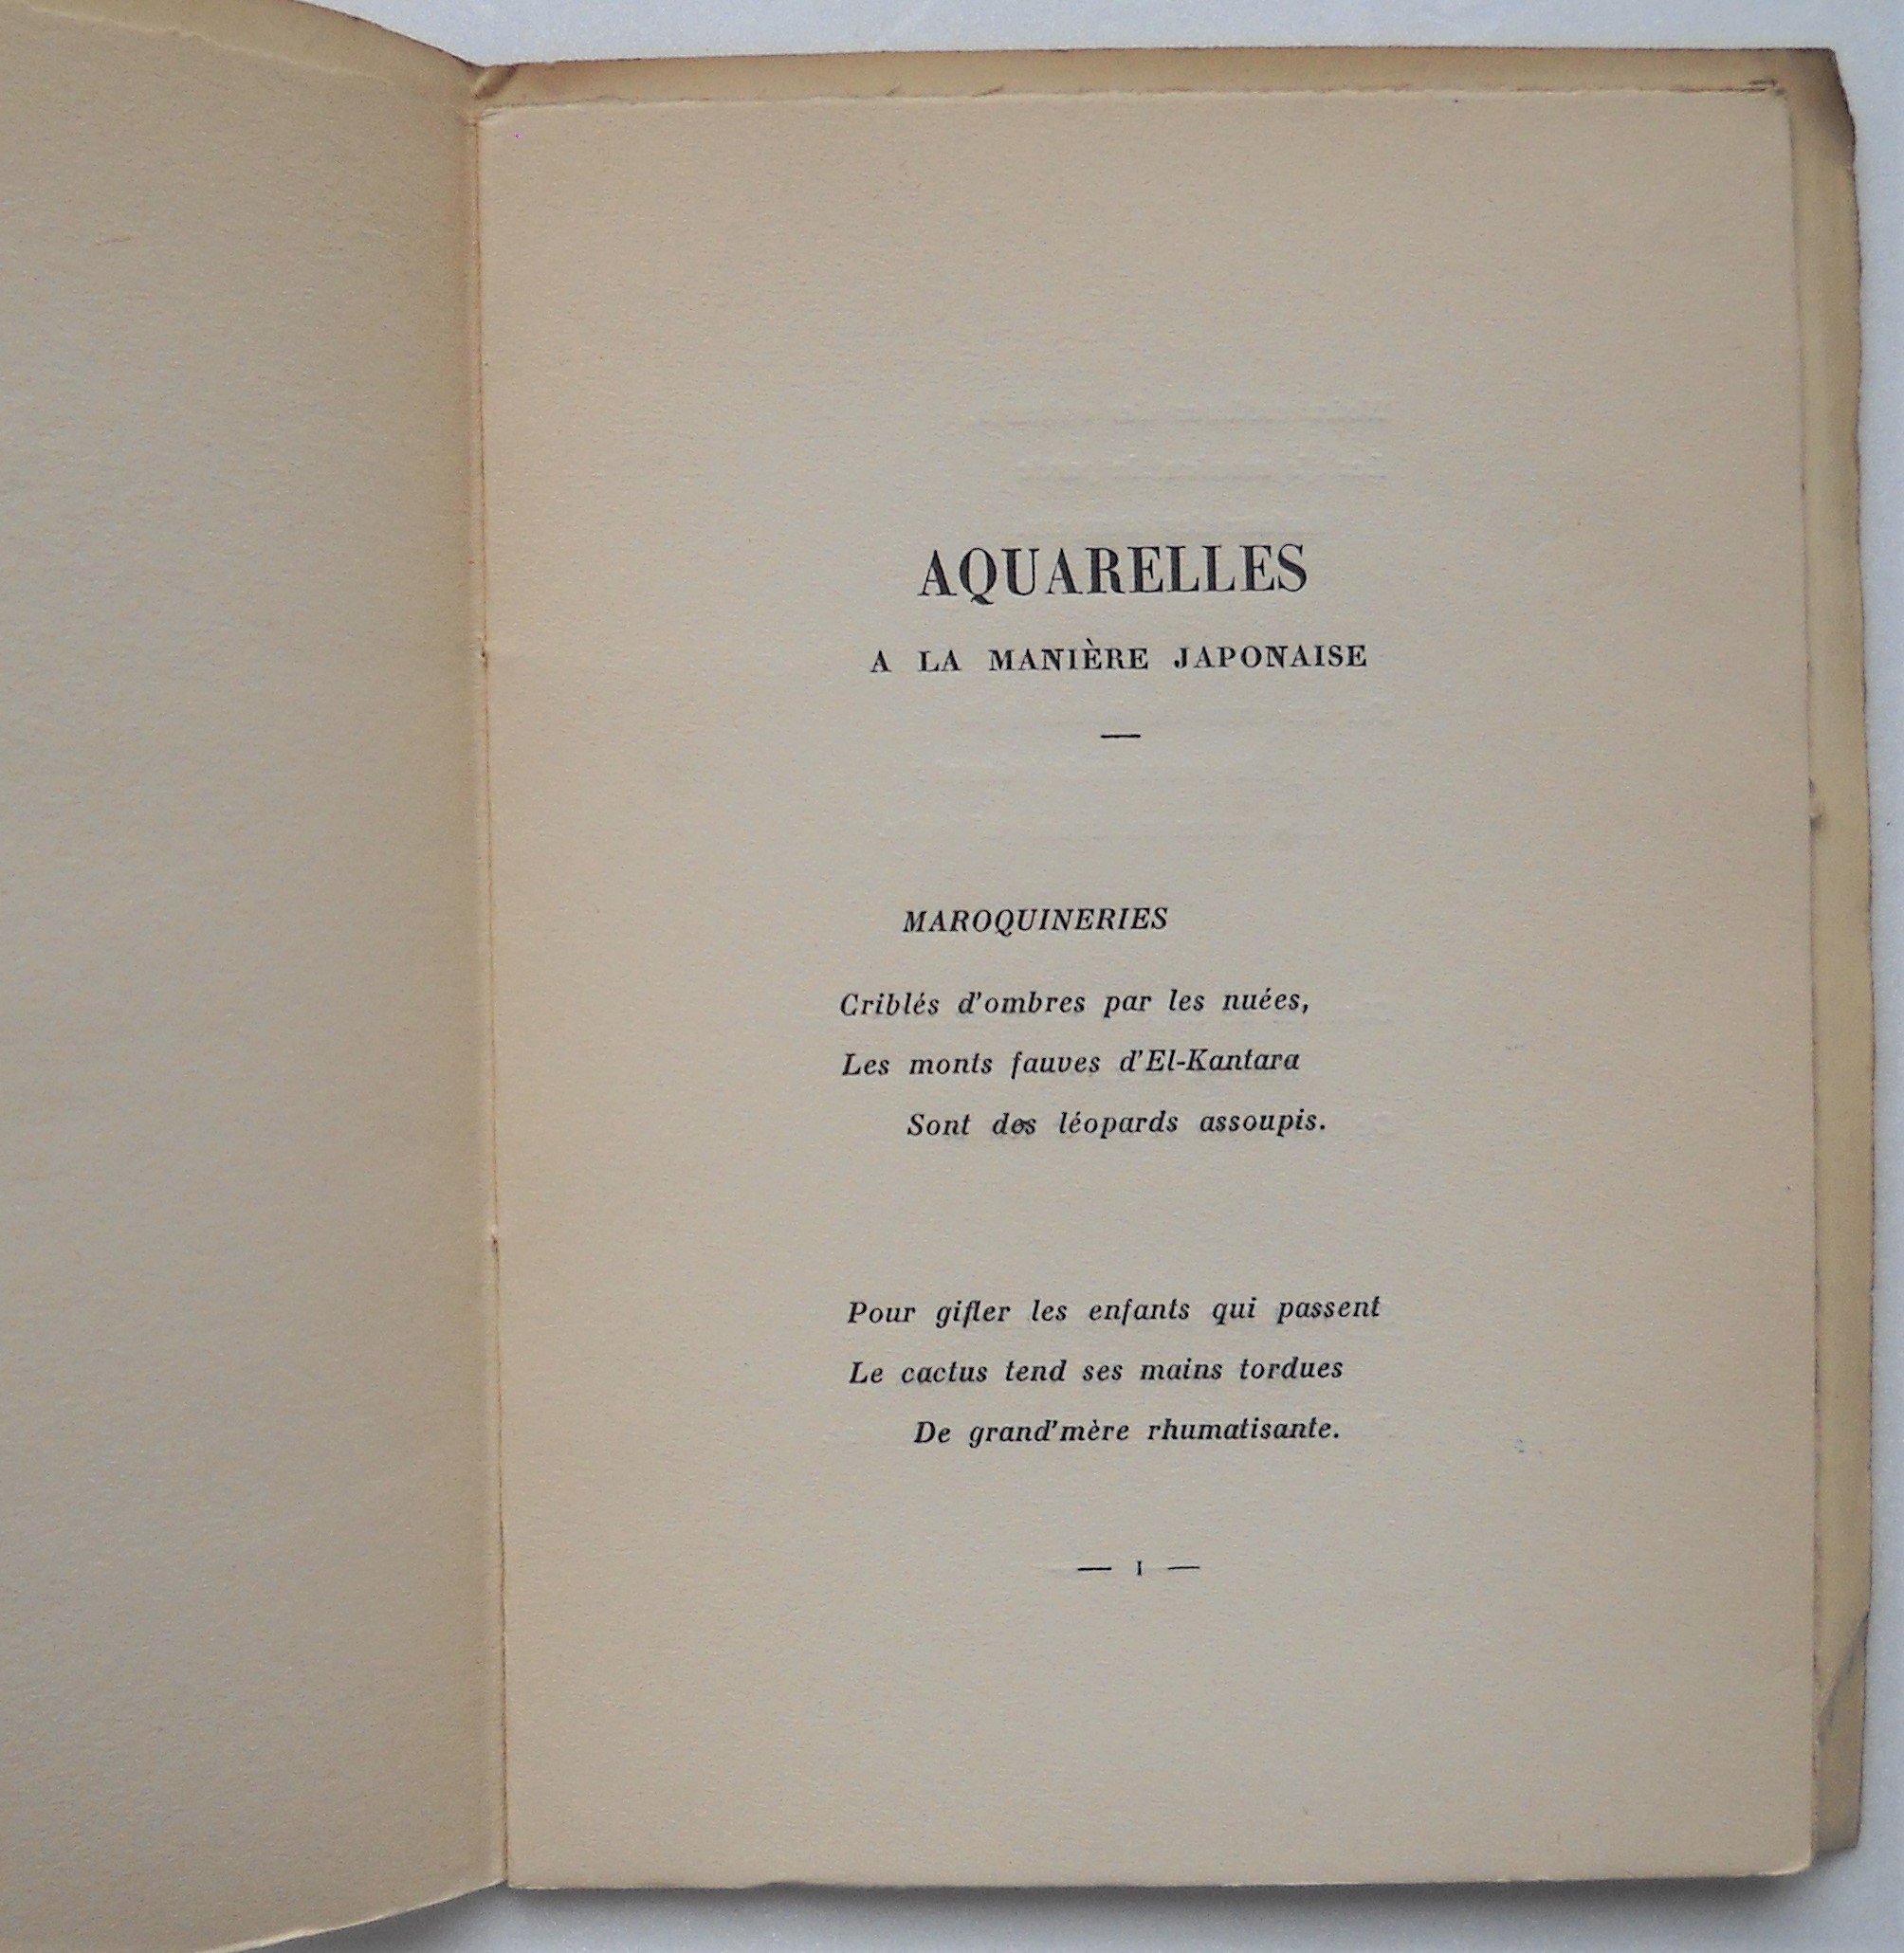 AQUARELLES
A LA MANIÈRE JAPONAISE
—
MAROQUINERIES
Criblés d'ombres par les nuées,
Les monts fauves d'El-Kantara
Sont des léopards assoupis.
Pour gifler les enfants qui passent
Le cactus tend ses mains tordues
De grand'mère rhumatisante.
— 1 —